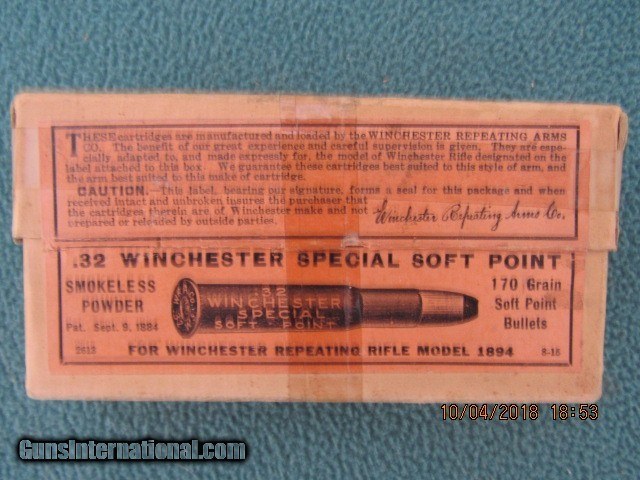 THESE cartridges are manufactured and loaded by the WINCHESTER REPEATING ARMS
CO. The benefit of our great experience and careful supervision is given. They are espe-
cially adapted to, and made expressly for, the model of Winchester Rifle designated on the
label attached to this box. We guarantee these cartridges best suited to this style of arm, and
the arm best suited to this make of cartridge.
CAUTION.-This label, bearing our signature, forms a seal for this package and when
received intact and unbroken insures the purchaser that
the cartridges therein are of Winchester make and not
prepared or reloaded by outside parties.
Winchester Repeating Arms Co.
.32 WINCHESTER SPECIAL SOFT POINT
SMOKELESS
POWDER
Pat. Sept. 9, 1884
.32
WINCHESTER
SPECIAL
SOFT POINT
170 Grain
Soft Point
Bullets
FOR WINCHESTER REPEATING RIFLE MODEL 1894
8-18
10/04/2018 18:53
GunsInternational.com